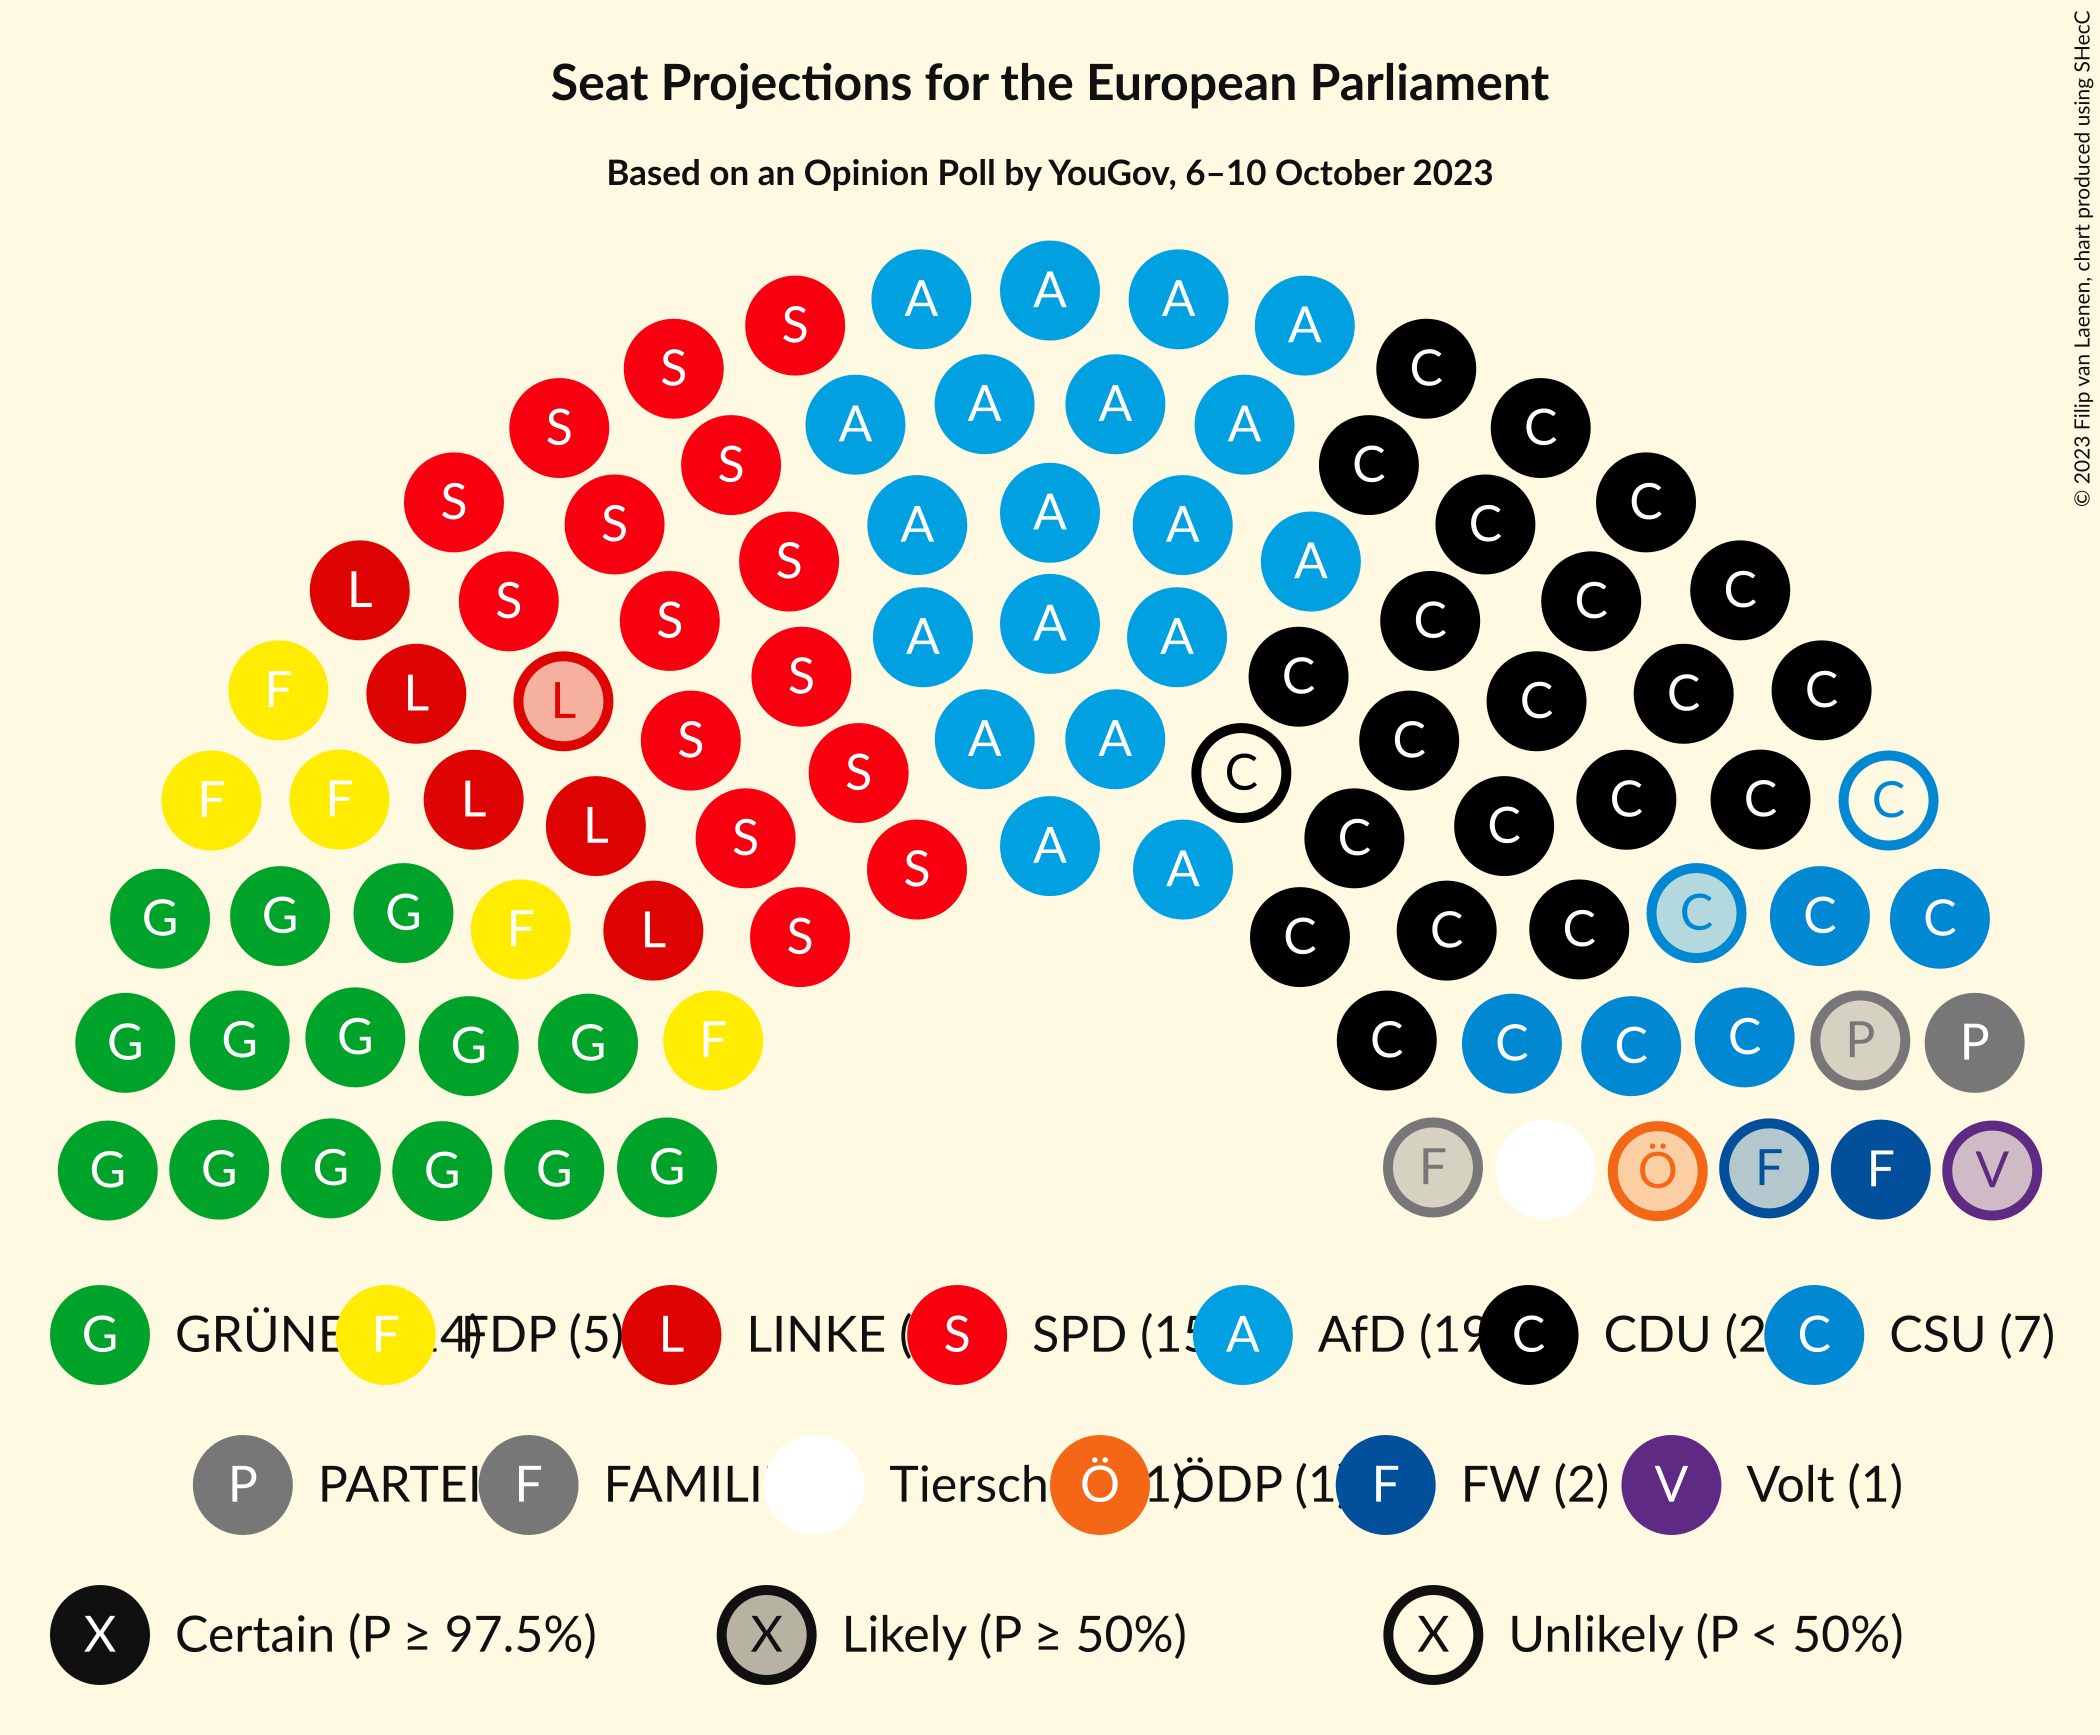 Seat Projections for the European Parliament
Based on an Opinion Poll by YouGov, 6–10 October 2023
© 2023 Filip van Laenen, chart produced using SHecC
S A A A A
S C
S A A A A C
S C
S S A A A C C
S A
L S S A A A C C C
F L L S C C C C
S S A A C C
F F L L S A C C C C C
G G G F L S S A C C C C C C
G G G G G F C C C C P P
G G G G G G F Ö F F V
G GRÜNE 4) F FDP (5) L LINKE ( S SPD (15 A AfD (19 C CDU (2 C CSU (7)
P PARTEI F FAMILI Tiersch 1) Ö ÖDP (1) F FW (2) V Volt (1)
X Certain (P ≥ 97.5%) X Likely (P ≥ 50%) X Unlikely (P < 50%)